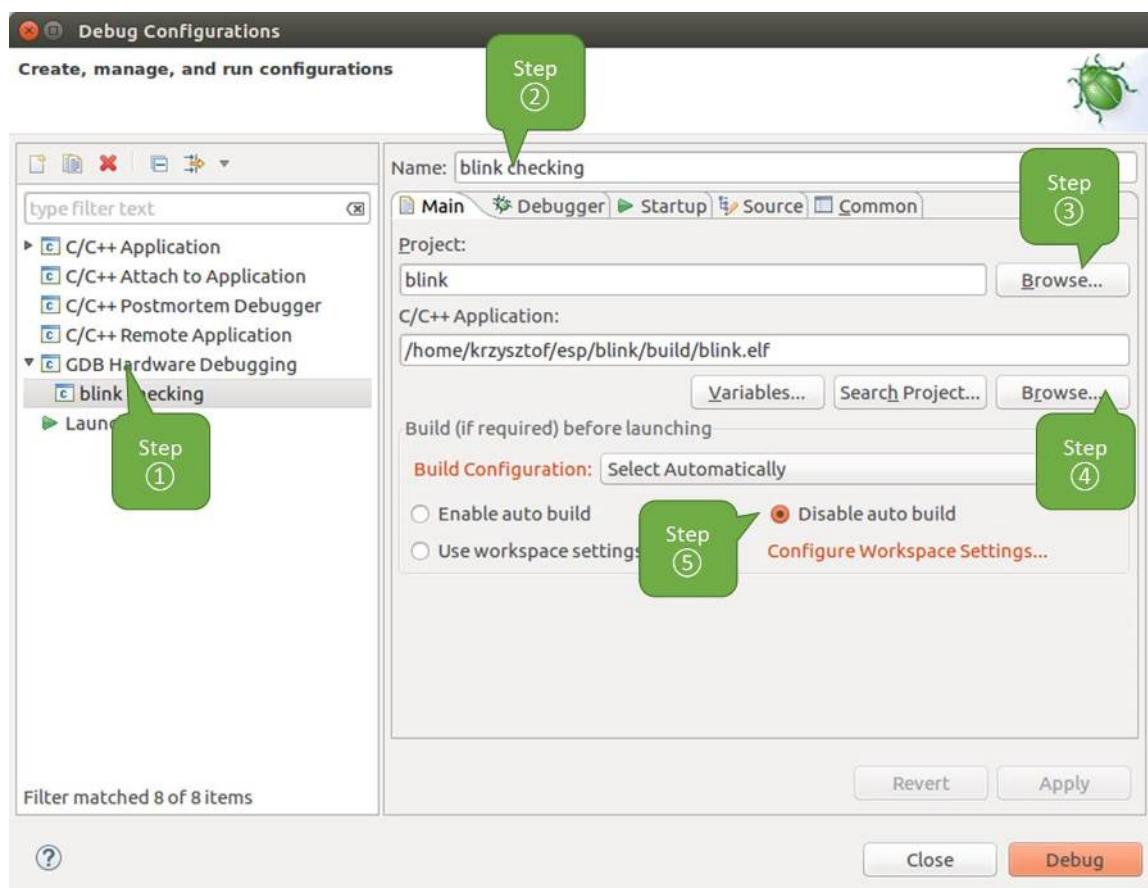 Debug Configurations
Create, manage, and run configurations
Step
②
Name: blink checking
Step
③
type filter text
Main Debugger Startup Source Common
C/C++ Application
C/C++ Attach to Application
C/C++ Postmortem Debugger
C/C++ Remote Application
GDB Hardware Debugging
blink checking
Step
①
Project:
blink
Browse...
C/C++ Application:
/home/krzysztof/esp/blink/build/blink.elf
Variables... Search Project... Browse...
Step
④
Build (if required) before launching
Build Configuration: Select Automatically
Enable auto build
Disable auto build
Step
⑤
Use workspace settings
Configure Workspace Settings...
Revert Apply
Filter matched 8 of 8 items
Close Debug